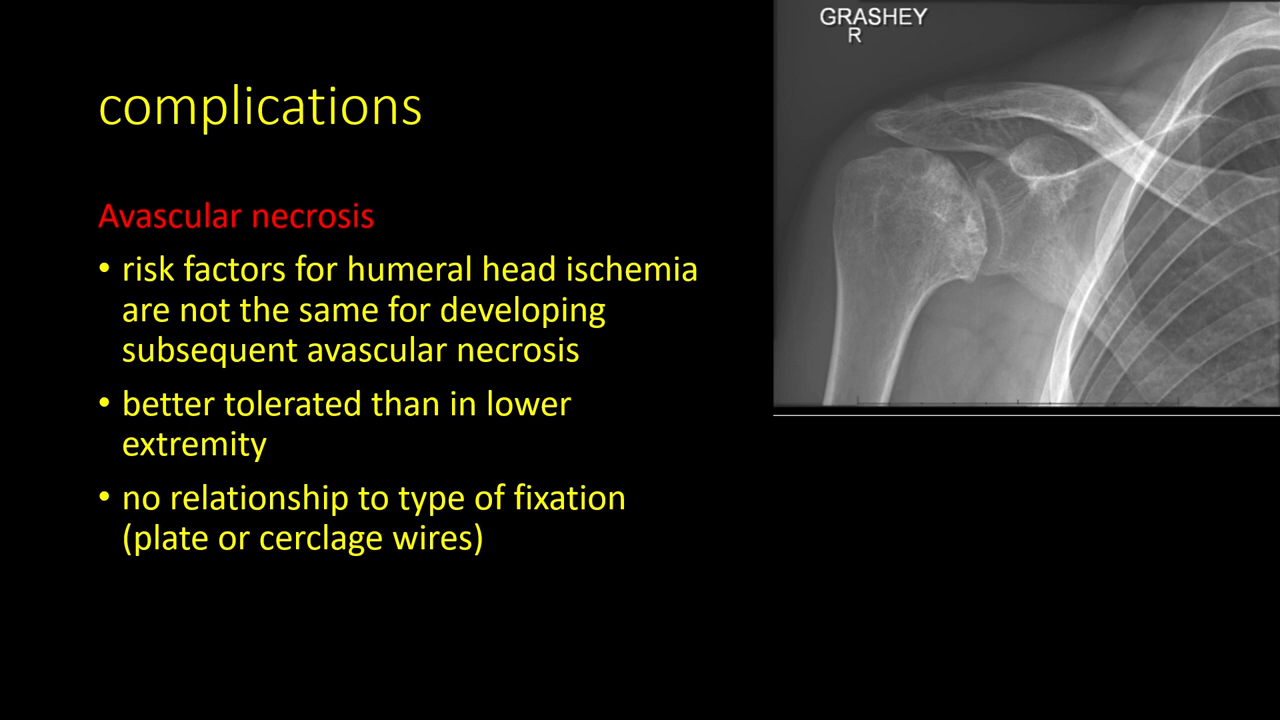 complications
Avascular necrosis
• risk factors for humeral head ischemia
are not the same for developing
subsequent avascular necrosis
• better tolerated than in lower
extremity
• no relationship to type of fixation
(plate or cerclage wires)
GRASHEY
R